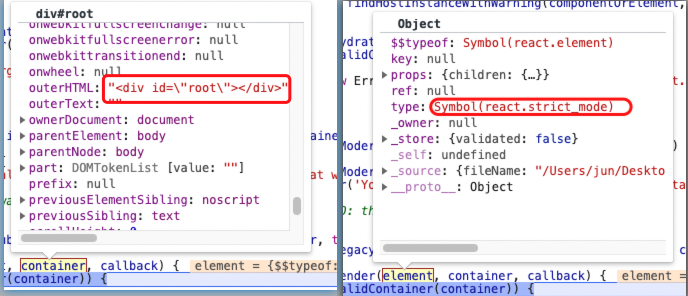 div#root
onwebkitfullscreenchange: null
onwebkitfullscreenerror: null
onwebkittransitionend: null
onwheel: null
outerHTML: "<div id=\"root\"></div>"
outerText: ""
ownerDocument: document
parentElement: body
parentNode: body
part: DOMTokenList [value: ""]
prefix: null
previousElementSibling: noscript
previousSibling: text
container, callback) { element = {$$typeof:
(container)) {
findHostInstanceWithWarning(componentOrElement,
Object
$$typeof: Symbol(react.element)
key: null
props: {children: {…}}
ref: null
type: Symbol(react.strict_mode)
_owner: null
_store: {validated: false}
_self: undefined
_source: {fileName: "/Users/jun/Deskto
__proto__: Object
ender(element, container, callback) { element =
alidContainer(container)) {